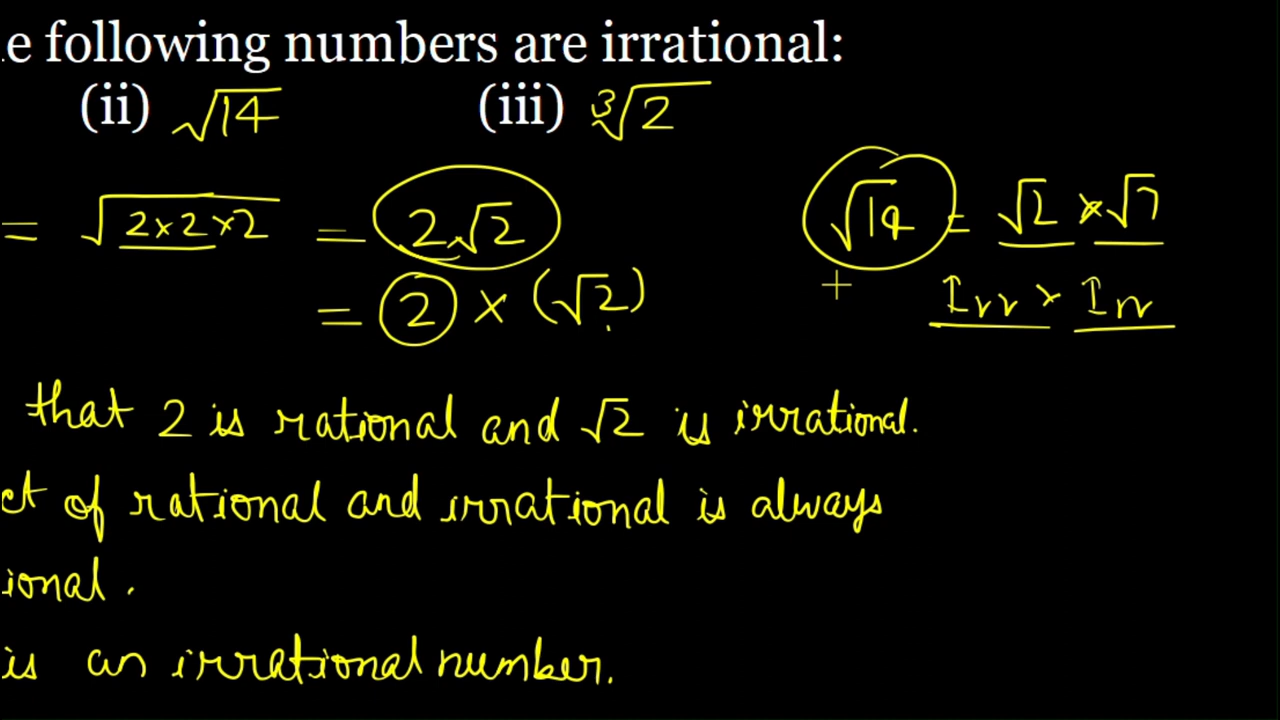 e following numbers are irrational:
(ii) √14 (iii) ∛2
= √2×2×2 = 2√2
= 2 × (√2)
√14 = √2 × √7
Irr × Irr
that 2 is rational and √2 is irrational.
ct of rational and irrational is always
ional.
is an irrational number.